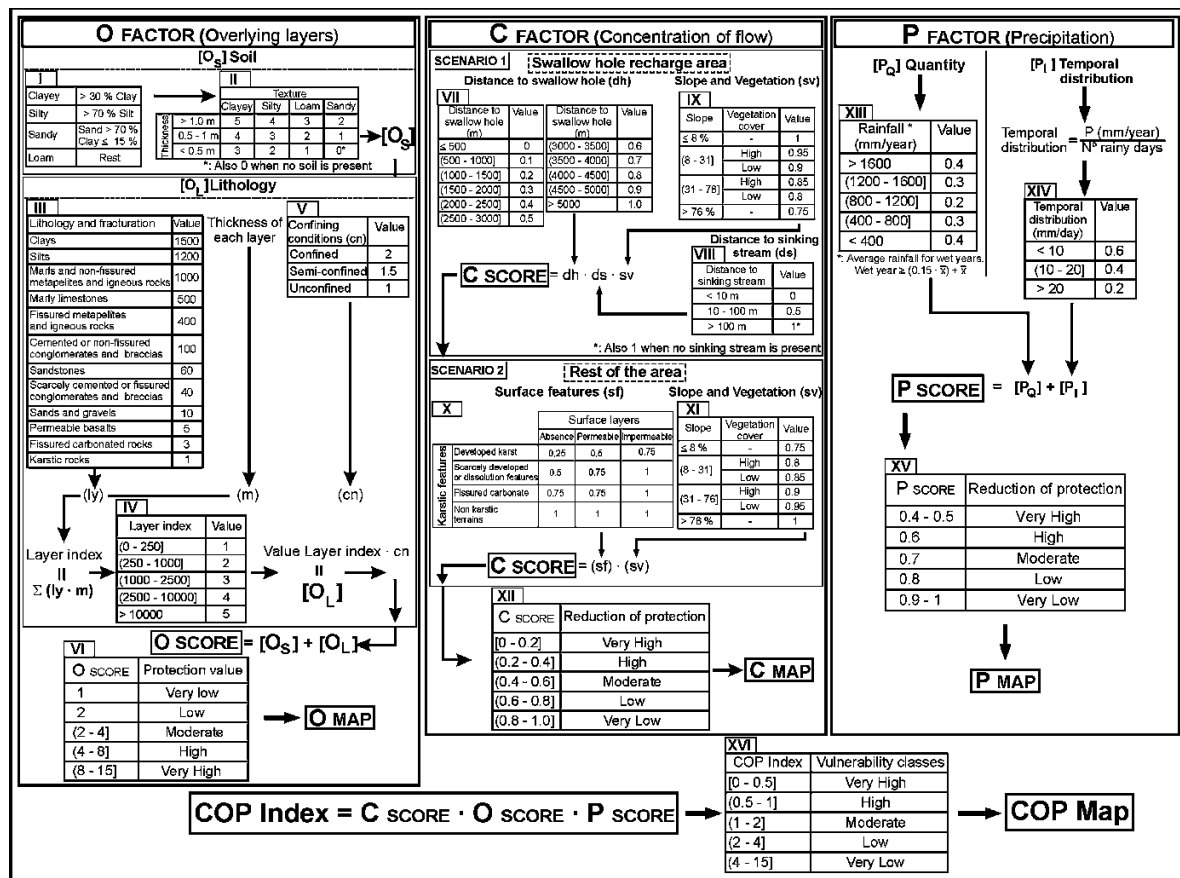 O FACTOR (Overlying layers)
[OS] Soil
I
Clayey > 30 % Clay
Silty > 70 % Silt
Sandy Sand > 70 % Clay ≤ 15 %
Loam Rest
II
Texture
Clayey Silty Loam Sandy
Thickness
> 1.0 m 5 4 3 2
0.5 - 1 m 4 3 2 1
< 0.5 m 3 2 1 0*
[OS]
*: Also 0 when no soil is present
[OL] Lithology
III
Lithology and fracturation Value
Clays 1500
Silts 1200
Marls and non-fissured metapelites and igneous rocks 1000
Marly limestones 500
Fissured metapelites and igneous rocks 400
Cemented or non-fissured conglomerates and breccias 100
Sandstones 60
Scarcely cemented or fissured conglomerates and breccias 40
Sands and gravels 10
Permeable basalts 5
Fissured carbonated rocks 3
Karstic rocks 1
Thickness of
each layer
V
Confining conditions (cn) Value
Confined 2
Semi-confined 1.5
Unconfined 1
(ly) (m) (cn)
Layer index
=
Σ (ly · m)
IV
Layer index Value
(0 - 250] 1
(250 - 1000] 2
(1000 - 2500] 3
(2500 - 10000] 4
> 10000 5
Value Layer index · cn
=
[OL]
O SCORE = [OS] + [OL]
VI
O SCORE Protection value
1 Very low
2 Low
(2 - 4] Moderate
(4 - 8] High
(8 - 15] Very High
O MAP
C FACTOR (Concentration of flow)
SCENARIO 1
Swallow hole recharge area
Distance to swallow hole (dh)
VII
Distance to swallow hole (m) Value Distance to swallow hole (m) Value
≤ 500 0 (3000 - 3500] 0.6
(500 - 1000] 0.1 (3500 - 4000] 0.7
(1000 - 1500] 0.2 (4000 - 4500] 0.8
(1500 - 2000] 0.3 (4500 - 5000] 0.9
(2000 - 2500] 0.4 > 5000 1.0
(2500 - 3000] 0.5
Slope and Vegetation (sv)
IX
Slope Vegetation cover Value
≤ 8 % - 1
(8 - 31] High 0.95
Low 0.9
(31 - 76] High 0.85
Low 0.8
> 76 % - 0.75
C SCORE = dh · ds · sv
Distance to sinking
stream (ds)
VIII
Distance to sinking stream Value
< 10 m 0
10 - 100 m 0.5
> 100 m 1*
*: Also 1 when no sinking stream is present
SCENARIO 2
Rest of the area
Surface features (sf)
X
Surface layers
Absence Permeable Impermeable
Karstic features
Developed karst 0,25 0,5 0.75
Scarcely developed or dissolution features 0.5 0.75 1
Fissured carbonate 0.75 0.75 1
Non karstic terrains 1 1 1
Slope and Vegetation (sv)
XI
Slope Vegetation cover Value
≤ 8 % - 0.75
(8 - 31] High 0.8
Low 0.85
(31 - 76] High 0.9
Low 0.95
> 76 % - 1
C SCORE = (sf) · (sv)
XII
C SCORE Reduction of protection
[0 - 0.2] Very High
(0.2 - 0.4] High
(0.4 - 0.6] Moderate
(0.6 - 0.8] Low
(0.8 - 1.0] Very Low
C MAP
P FACTOR (Precipitation)
[PQ] Quantity
XIII
Rainfall * (mm/year) Value
> 1600 0.4
(1200 - 1600] 0.3
(800 - 1200] 0.2
(400 - 800] 0.3
< 400 0.4
*: Average rainfall for wet years.
Wet year ≥ (0.15 · x̄) + x̄
[PI] Temporal
distribution
Temporal distribution = P (mm/year) / Nº rainy days
XIV
Temporal distribution (mm/day) Value
< 10 0.6
(10 - 20] 0.4
> 20 0.2
P SCORE = [PQ] + [PI]
XV
P SCORE Reduction of protection
0.4 - 0.5 Very High
0.6 High
0.7 Moderate
0.8 Low
0.9 - 1 Very Low
P MAP
COP Index = C SCORE · O SCORE · P SCORE
XVI
COP Index Vulnerability classes
[0 - 0.5] Very High
(0.5 - 1] High
(1 - 2] Moderate
(2 - 4] Low
(4 - 15] Very Low
COP Map